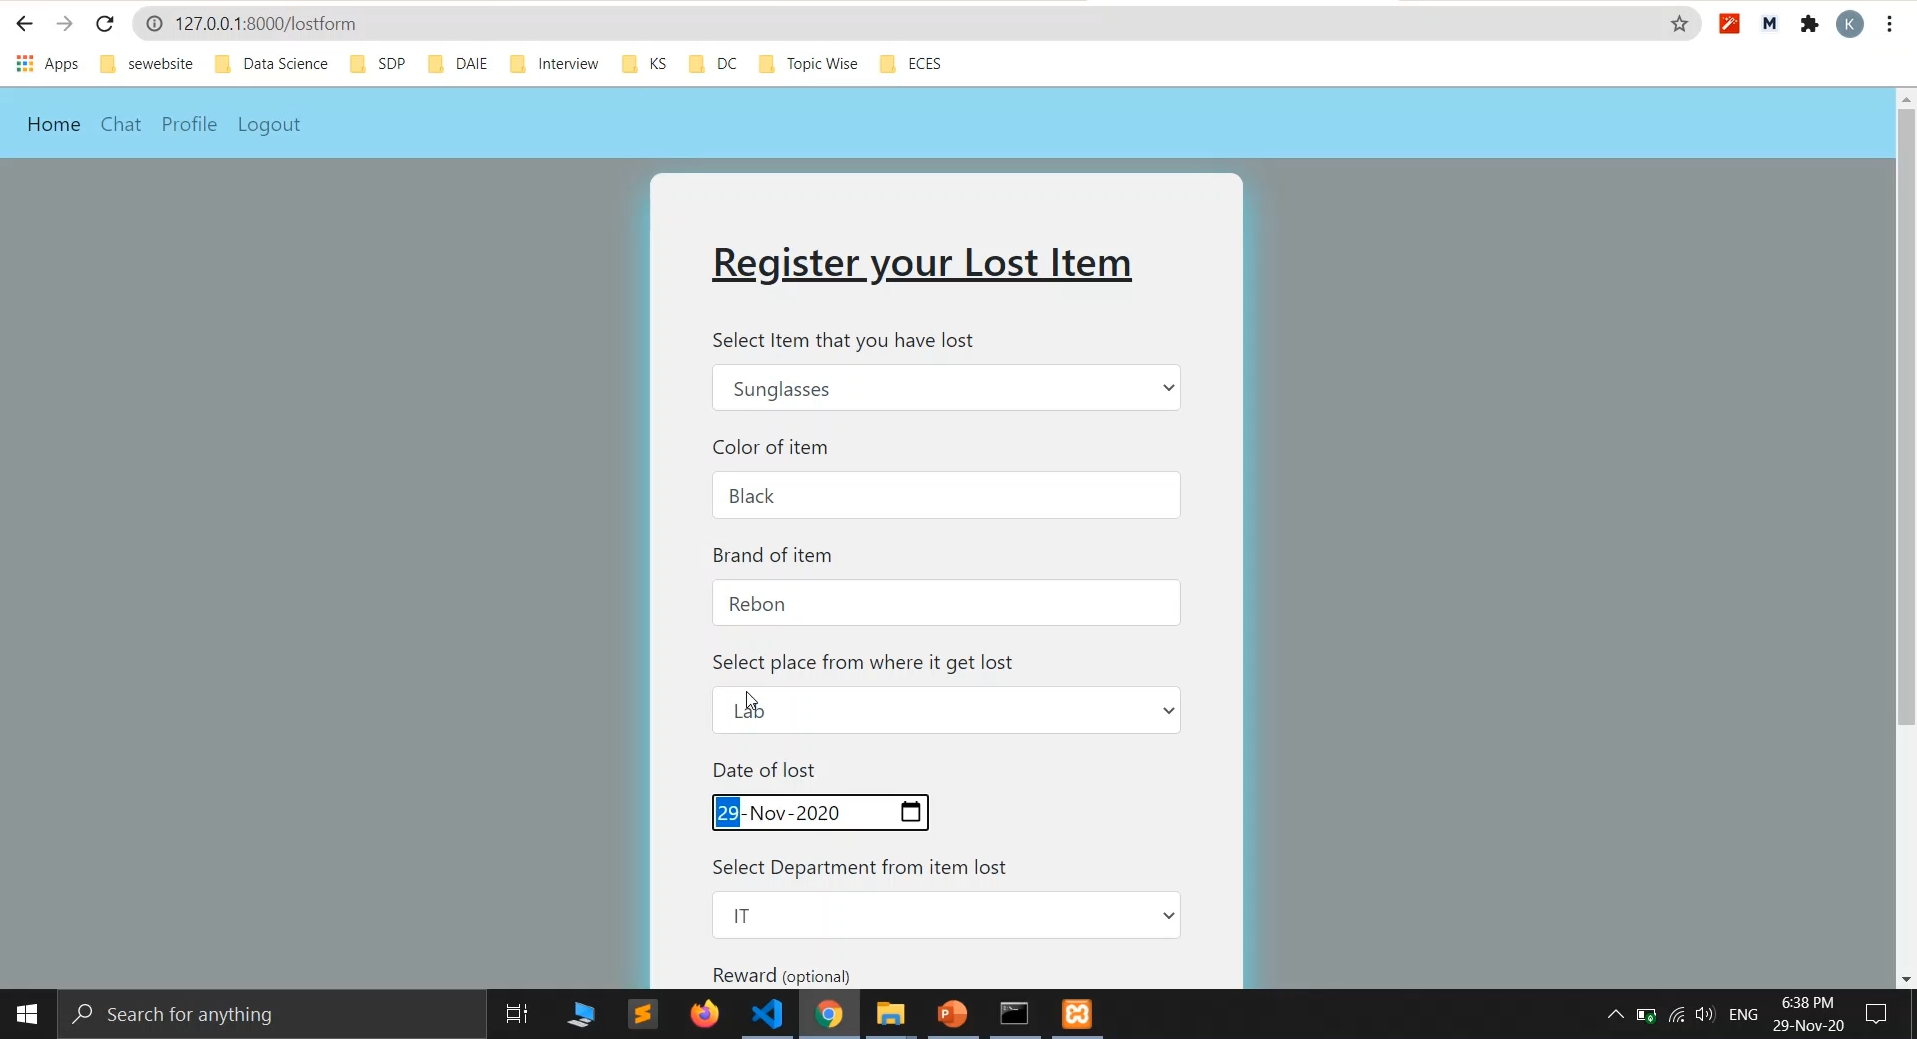 127.0.0.1:8000/lostform
M
K
Apps sewebsite Data Science SDP DAIE Interview KS DC Topic Wise ECES
Home Chat Profile Logout
Register your Lost Item
Select Item that you have lost
Sunglasses
Color of item
Black
Brand of item
Rebon
Select place from where it get lost
Lab
Date of lost
29-Nov-2020
Select Department from item lost
IT
Reward (optional)
Search for anything
ENG
6:38 PM
29-Nov-20